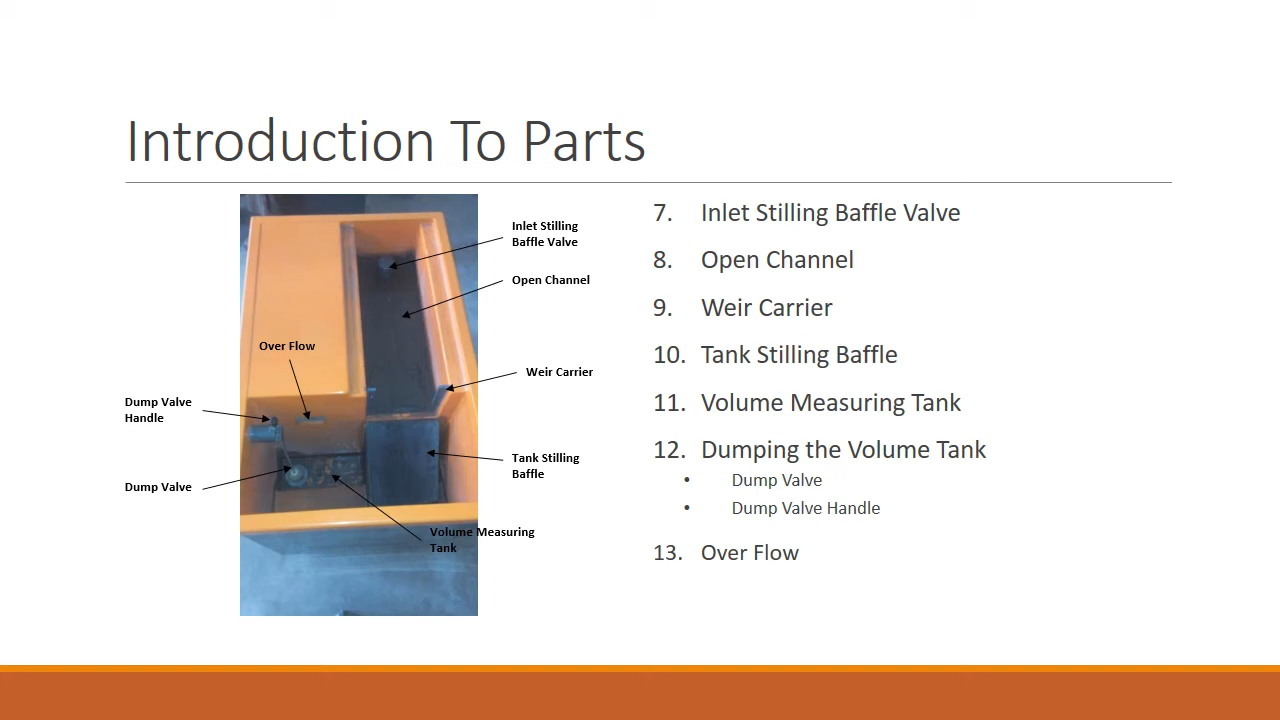 Introduction To Parts
Inlet Stilling
Baffle Valve
Open Channel
Over Flow
Weir Carrier
Dump Valve
Handle
Tank Stilling
Baffle
Dump Valve
Volume Measuring
Tank
7. Inlet Stilling Baffle Valve
8. Open Channel
9. Weir Carrier
10. Tank Stilling Baffle
11. Volume Measuring Tank
12. Dumping the Volume Tank
• Dump Valve
• Dump Valve Handle
13. Over Flow